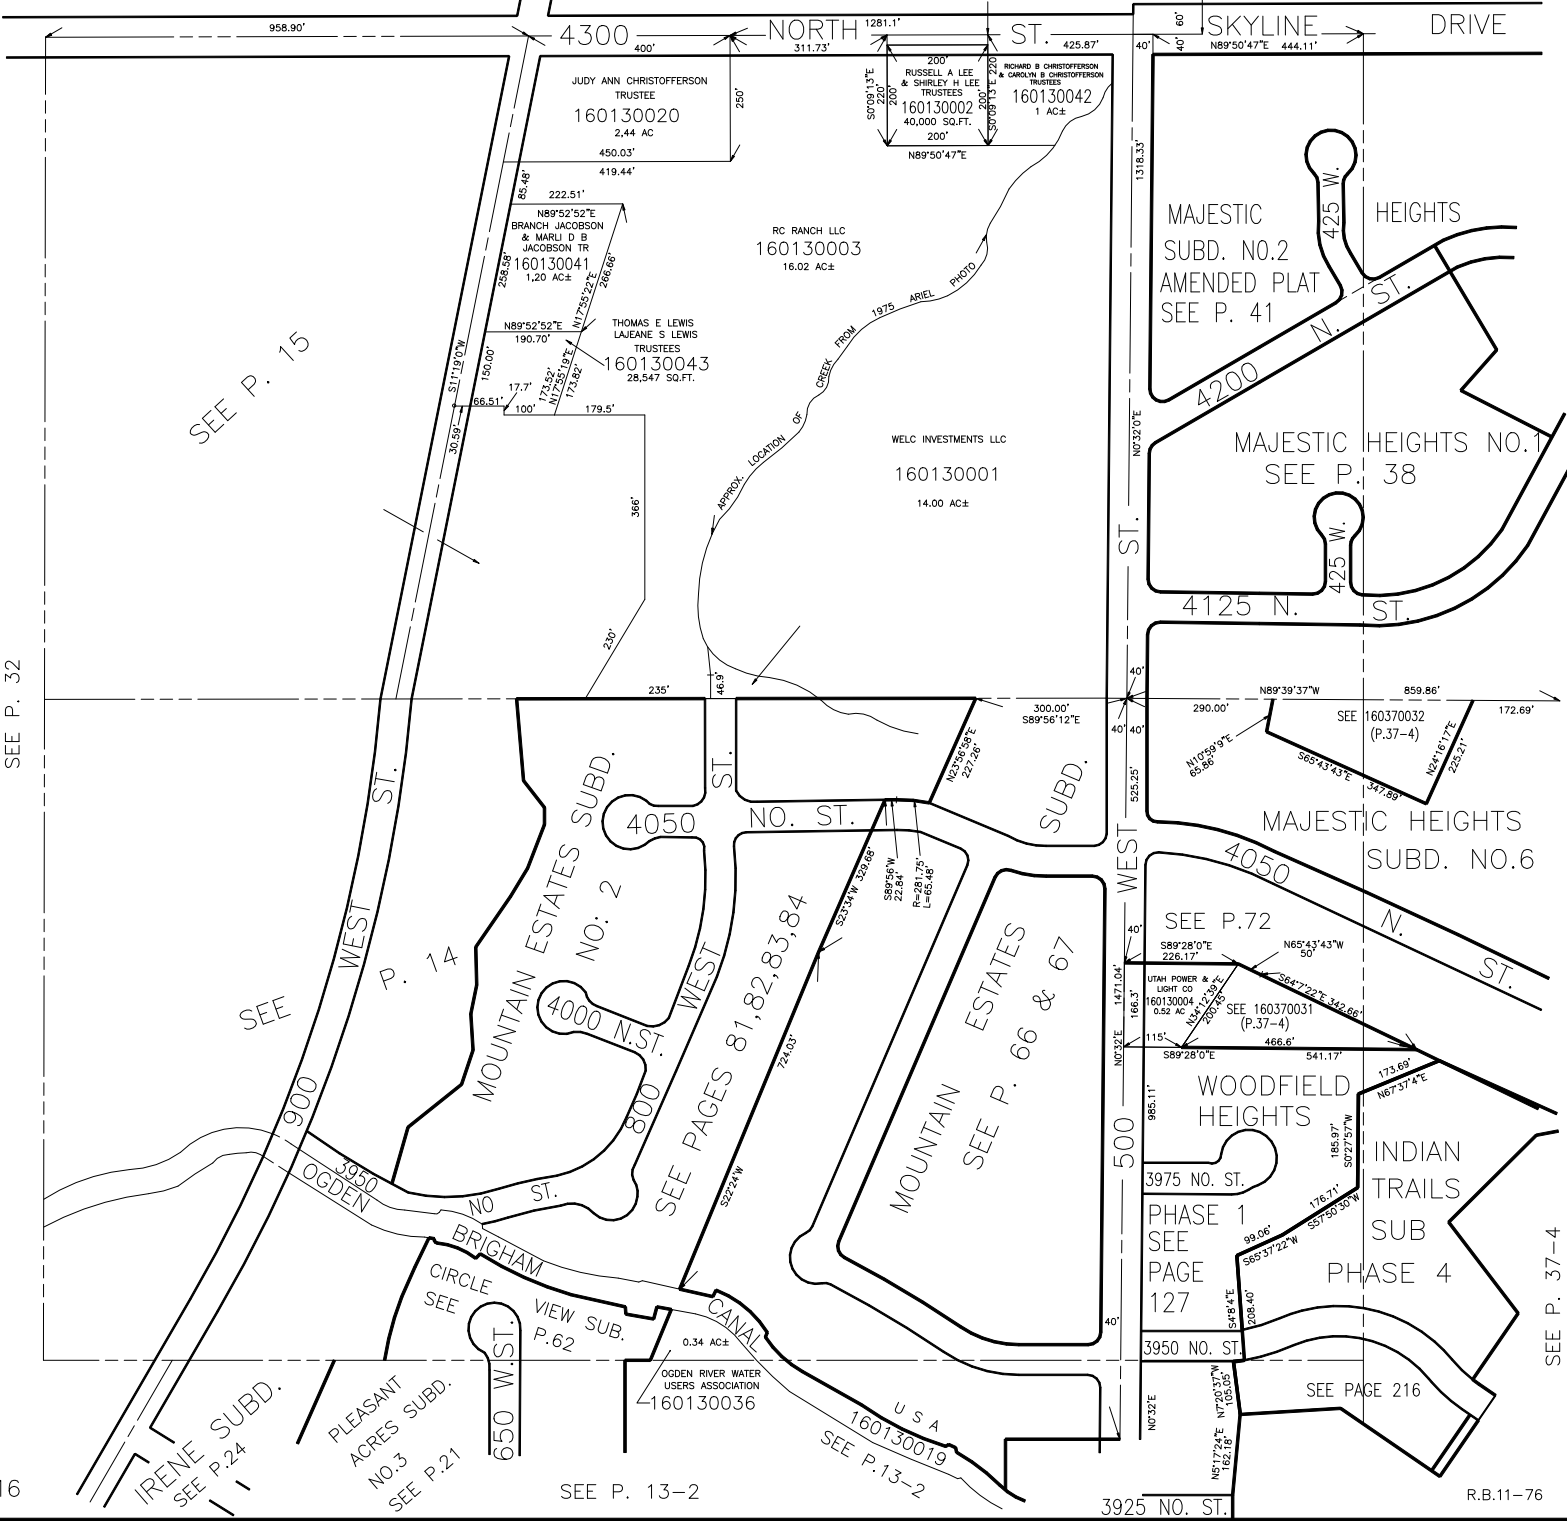 958.90'
4300
400'
NORTH
1281.1'
311.73'
ST.
425.87'
40'
60'
40'
SKYLINE
DRIVE
N89°50'47"E 444.11'
JUDY ANN CHRISTOFFERSON
TRUSTEE
160130020
2.44 AC
450.03'
419.44'
250'
S0°09'13"E
220'
200'
200'
RUSSELL A LEE
& SHIRLEY H LEE
TRUSTEES
160130002
40,000 SQ.FT.
200'
N89°50'47"E
200'
S0°09'13"E 220'
RICHARD B CHRISTOFFERSON
& CAROLYN B CHRISTOFFERSON
TRUSTEES
160130042
1 AC±
1318.33'
85.48'
222.51'
N89°52'52"E
BRANCH JACOBSON
& MARLI D B
JACOBSON TR
160130041
1.20 AC±
258.58'
N17°55'22"E
266.66'
N89°52'52"E
190.70'
THOMAS E LEWIS
LAJEANE S LEWIS
TRUSTEES
160130043
28,547 SQ.FT.
150.00'
S11°19'0"W
173.52'
N17°55'19"E
173.82'
17.7'
66.51'
100'
179.5'
30.59'
366'
230'
RC RANCH LLC
160130003
16.02 AC±
APPROX. LOCATION OF CREEK FROM 1975 ARIEL PHOTO
WELC INVESTMENTS LLC
160130001
14.00 AC±
MAJESTIC HEIGHTS
SUBD. NO.2
AMENDED PLAT
SEE P. 41
425 W.
4200 N. ST.
N0°32'0"E
MAJESTIC HEIGHTS NO.1
SEE P. 38
425 W.
4125 N. ST.
ST.
SEE P. 15
SEE P. 32
235'
46.9'
300.00'
S89°56'12"E
40'
40'
40'
290.00'
N89°39'37"W
859.86'
172.69'
SEE 160370032
(P.37-4)
N10°59'9"E
65.86'
S65°43'43"E
347.89'
N24°16'17"E
225.21'
525.25'
MAJESTIC HEIGHTS
SUBD. NO.6
4050 N. ST.
ST.
WEST
900
SEE P. 14
MOUNTAIN ESTATES SUBD.
NO: 2
ST.
4050 NO. ST.
N23°56'58"E
227.26'
SUBD.
S23°34'W 329.68'
S89°56'W
22.84'
R=281.75'
L=65.48'
4000 N.ST.
WEST
800
SEE PAGES 81,82,83,84
724.03'
S22°24'W
MOUNTAIN ESTATES
SEE P. 66 & 67
WEST
500
SEE P.72
40'
S89°28'0"E
226.17'
N65°43'43"W
50'
1471.04'
166.3'
UTAH POWER &
LIGHT CO
160130004
0.52 AC
N34°12'39"E
200.45'
S64°7'22"E 342.66'
SEE 160370031
(P.37-4)
N0°32'E
115'
S89°28'0"E
466.6'
541.17'
173.69'
N67°37'4"E
985.11'
WOODFIELD
HEIGHTS
3975 NO. ST.
PHASE 1
SEE
PAGE
127
185.97'
S0°27'57"W
INDIAN
TRAILS
SUB
PHASE 4
176.71'
S57°50'30"W
99.06'
S65°37'22"W
S4°8'4"E
208.40'
SEE P. 37-4
40'
3950 NO. ST.
3950 NO ST.
OGDEN BRIGHAM CANAL
CIRCLE VIEW SUB.
SEE P.62
650 W.ST.
0.34 AC±
OGDEN RIVER WATER
USERS ASSOCIATION
160130036
U S A
160130019
SEE P.13-2
N0°32'E
N7°20'37"W
105.05'
SEE PAGE 216
N5°17'24"E
162.18'
IRENE SUBD.
SEE P.24
PLEASANT
ACRES SUBD.
NO.3
SEE P.21
SEE P. 13-2
3925 NO. ST.
R.B.11-76
16